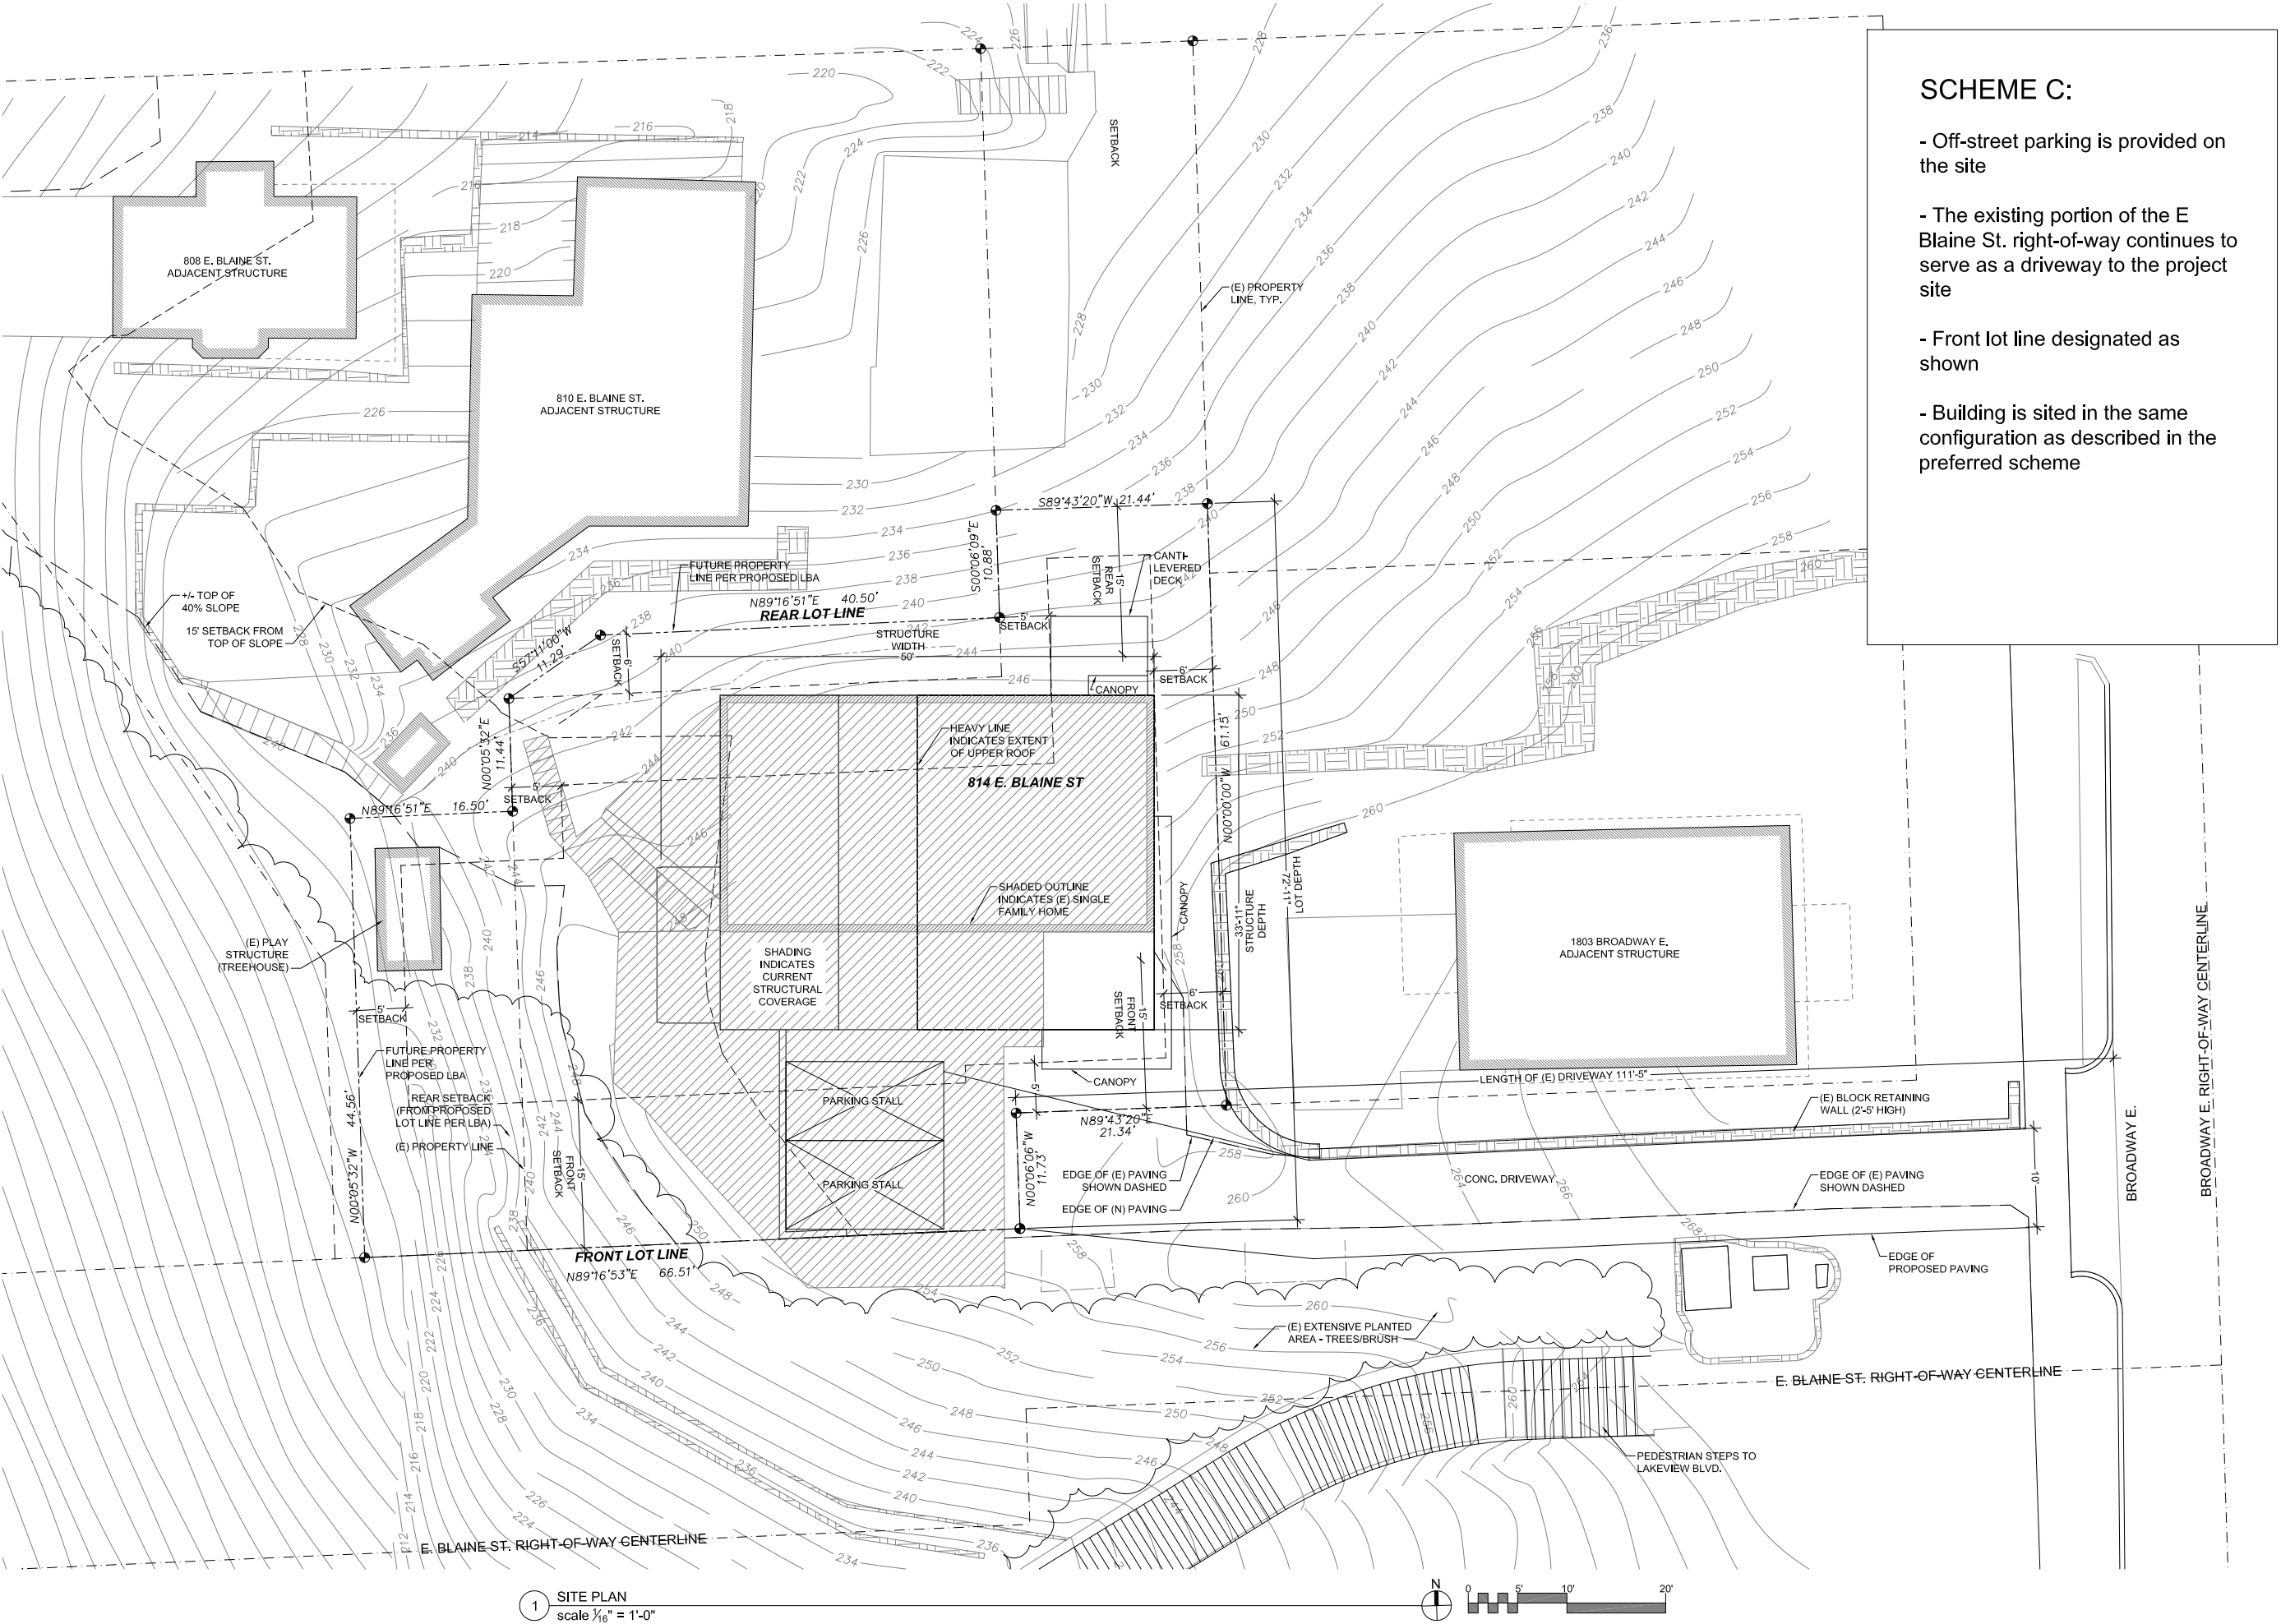 SCHEME C:
- Off-street parking is provided on
the site
- The existing portion of the E
Blaine St. right-of-way continues to
serve as a driveway to the project
site
- Front lot line designated as
shown
- Building is sited in the same
configuration as described in the
preferred scheme
808 E. BLAINE ST.
ADJACENT STRUCTURE
810 E. BLAINE ST.
ADJACENT STRUCTURE
SETBACK
(E) PROPERTY
LINE, TYP.
+/- TOP OF
40% SLOPE
15' SETBACK FROM
TOP OF SLOPE
FUTURE PROPERTY
LINE PER PROPOSED LBA
N89°16'51"E 40.50'
REAR LOT LINE
S57°11'00"W
11.29'
6'
SETBACK
STRUCTURE
WIDTH
50'
S00°06'09"E
10.88'
S89°43'20"W 21.44'
15'
REAR
SETBACK
CANTI-
LEVERED
DECK
5'
SETBACK
6'
SETBACK
CANOPY
N00°05'32"E
11.44'
5'
SETBACK
N89°16'51"E 16.50'
HEAVY LINE
INDICATES EXTENT
OF UPPER ROOF
814 E. BLAINE ST
N00°00'00"W 61.15'
SHADED OUTLINE
INDICATES (E) SINGLE
FAMILY HOME
CANOPY
33'-11"
STRUCTURE
DEPTH
72'-11"
LOT DEPTH
1803 BROADWAY E.
ADJACENT STRUCTURE
(E) PLAY
STRUCTURE
(TREEHOUSE)
SHADING
INDICATES
CURRENT
STRUCTURAL
COVERAGE
5'
SETBACK
6'
SETBACK
15'
FRONT
SETBACK
FUTURE PROPERTY
LINE PER
PROPOSED LBA
REAR SETBACK
(FROM PROPOSED
LOT LINE PER LBA)
(E) PROPERTY LINE
N00°05'32"W 44.56'
15'
FRONT
SETBACK
PARKING STALL
PARKING STALL
CANOPY
5'
N89°43'20"E
21.34'
N00°06'06"W
11.73'
EDGE OF (E) PAVING
SHOWN DASHED
EDGE OF (N) PAVING
LENGTH OF (E) DRIVEWAY 111'-5"
(E) BLOCK RETAINING
WALL (2'-5' HIGH)
CONC. DRIVEWAY
EDGE OF (E) PAVING
SHOWN DASHED
10'
EDGE OF
PROPOSED PAVING
BROADWAY E.
BROADWAY E. RIGHT-OF-WAY CENTERLINE
FRONT LOT LINE
N89°16'53"E 66.51'
(E) EXTENSIVE PLANTED
AREA - TREES/BRUSH
E. BLAINE ST. RIGHT-OF-WAY CENTERLINE
PEDESTRIAN STEPS TO
LAKEVIEW BLVD.
E. BLAINE ST. RIGHT-OF-WAY CENTERLINE
1
SITE PLAN
scale 1/16" = 1'-0"
N
0 5' 10' 20'